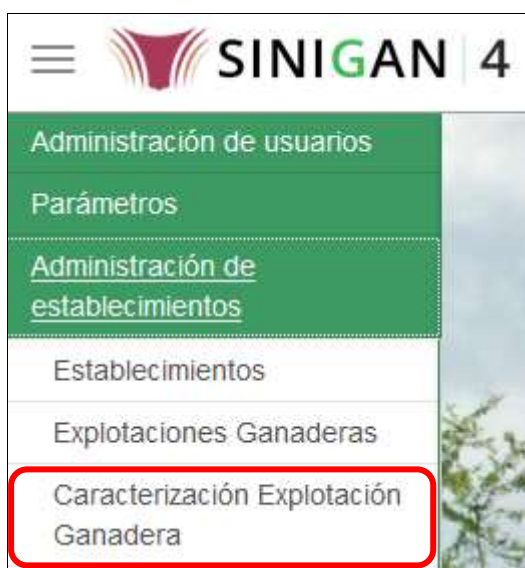 SINIGAN 4
Administración de usuarios
Parámetros
Administración de
establecimientos
Establecimientos
Explotaciones Ganaderas
Caracterización Explotación
Ganadera